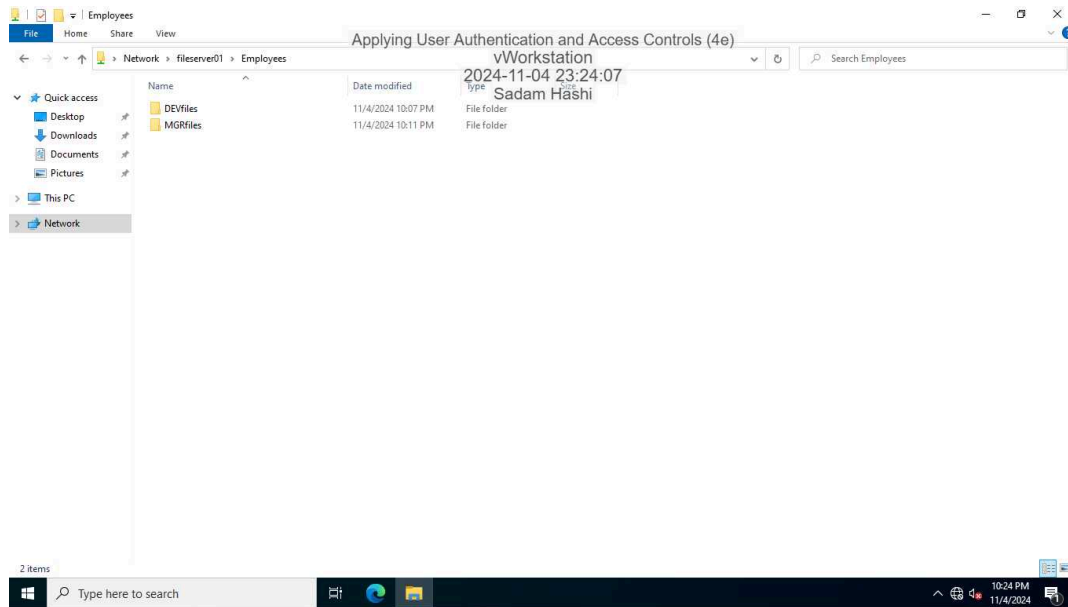 Employees
File Home Share View
Applying User Authentication and Access Controls (4e)
vWorkstation
2024-11-04 23:24:07
Sadam Hashi
Network › fileserver01 › Employees
Search Employees
Name Date modified Type Size
Quick access
Desktop
Downloads
Documents
Pictures
This PC
Network
DEVfiles 11/4/2024 10:07 PM File folder
MGRfiles 11/4/2024 10:11 PM File folder
2 items
Type here to search
10:24 PM
11/4/2024
1